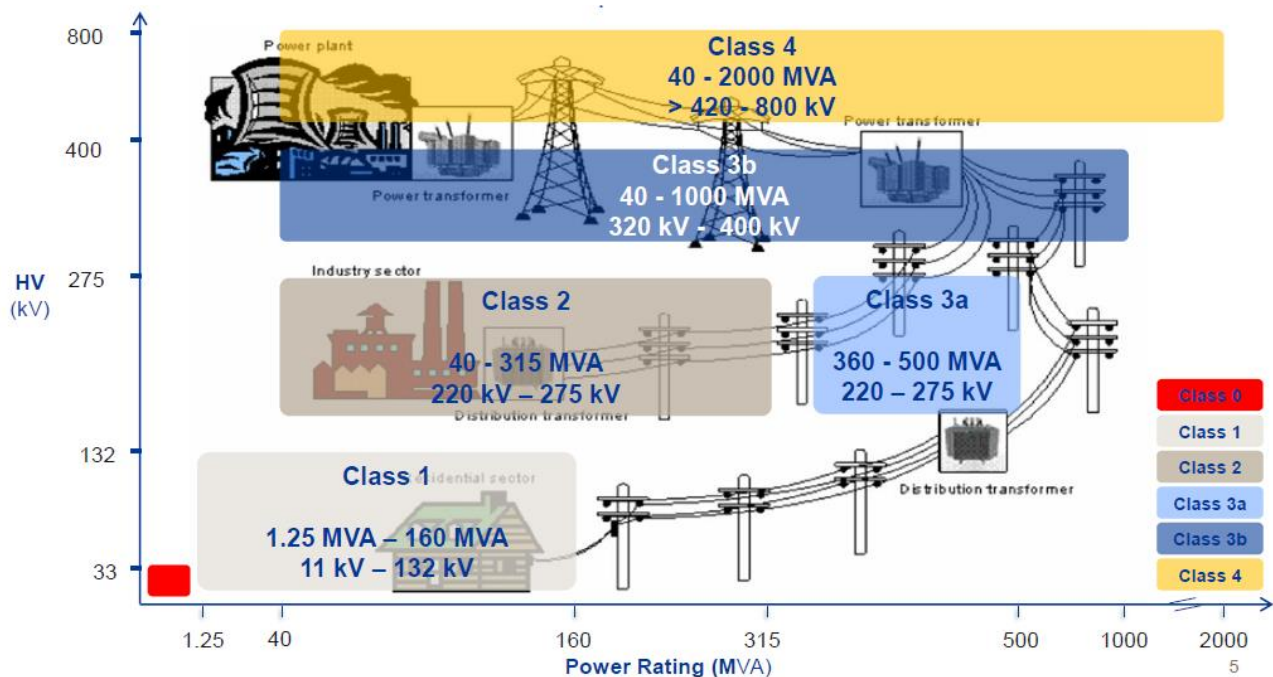 800
Power plant
Class 4
40 - 2000 MVA
> 420 - 800 kV
400
Power transformer
Class 3b
Power transformer
40 - 1000 MVA
320 kV - 400 kV
HV
(kV)
275
Industry sector
Class 2
40 - 315 MVA
220 kV – 275 kV
Distribution transformer
Class 3a
360 - 500 MVA
220 – 275 kV
132
Class 1
Residential sector
1.25 MVA – 160 MVA
11 kV – 132 kV
Distribution transformer
33
Class 0
Class 1
Class 2
Class 3a
Class 3b
Class 4
1.25 40 160 315 500 1000 2000
Power Rating (MVA)
5